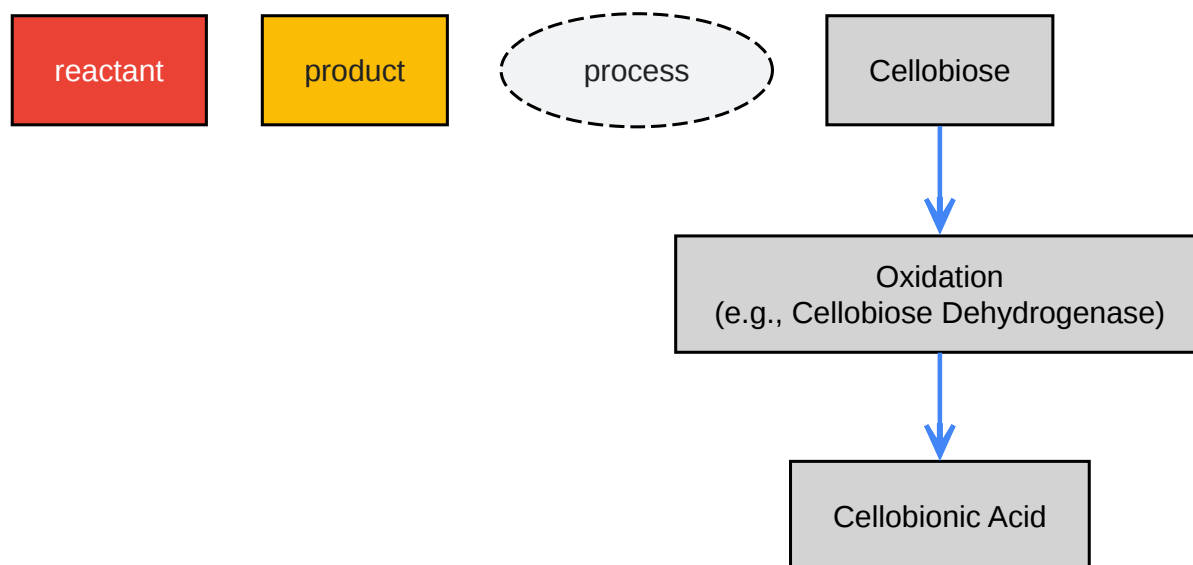 reactant
product
process
Cellobiose
Oxidation
(e.g., Cellobiose Dehydrogenase)
Cellobionic Acid